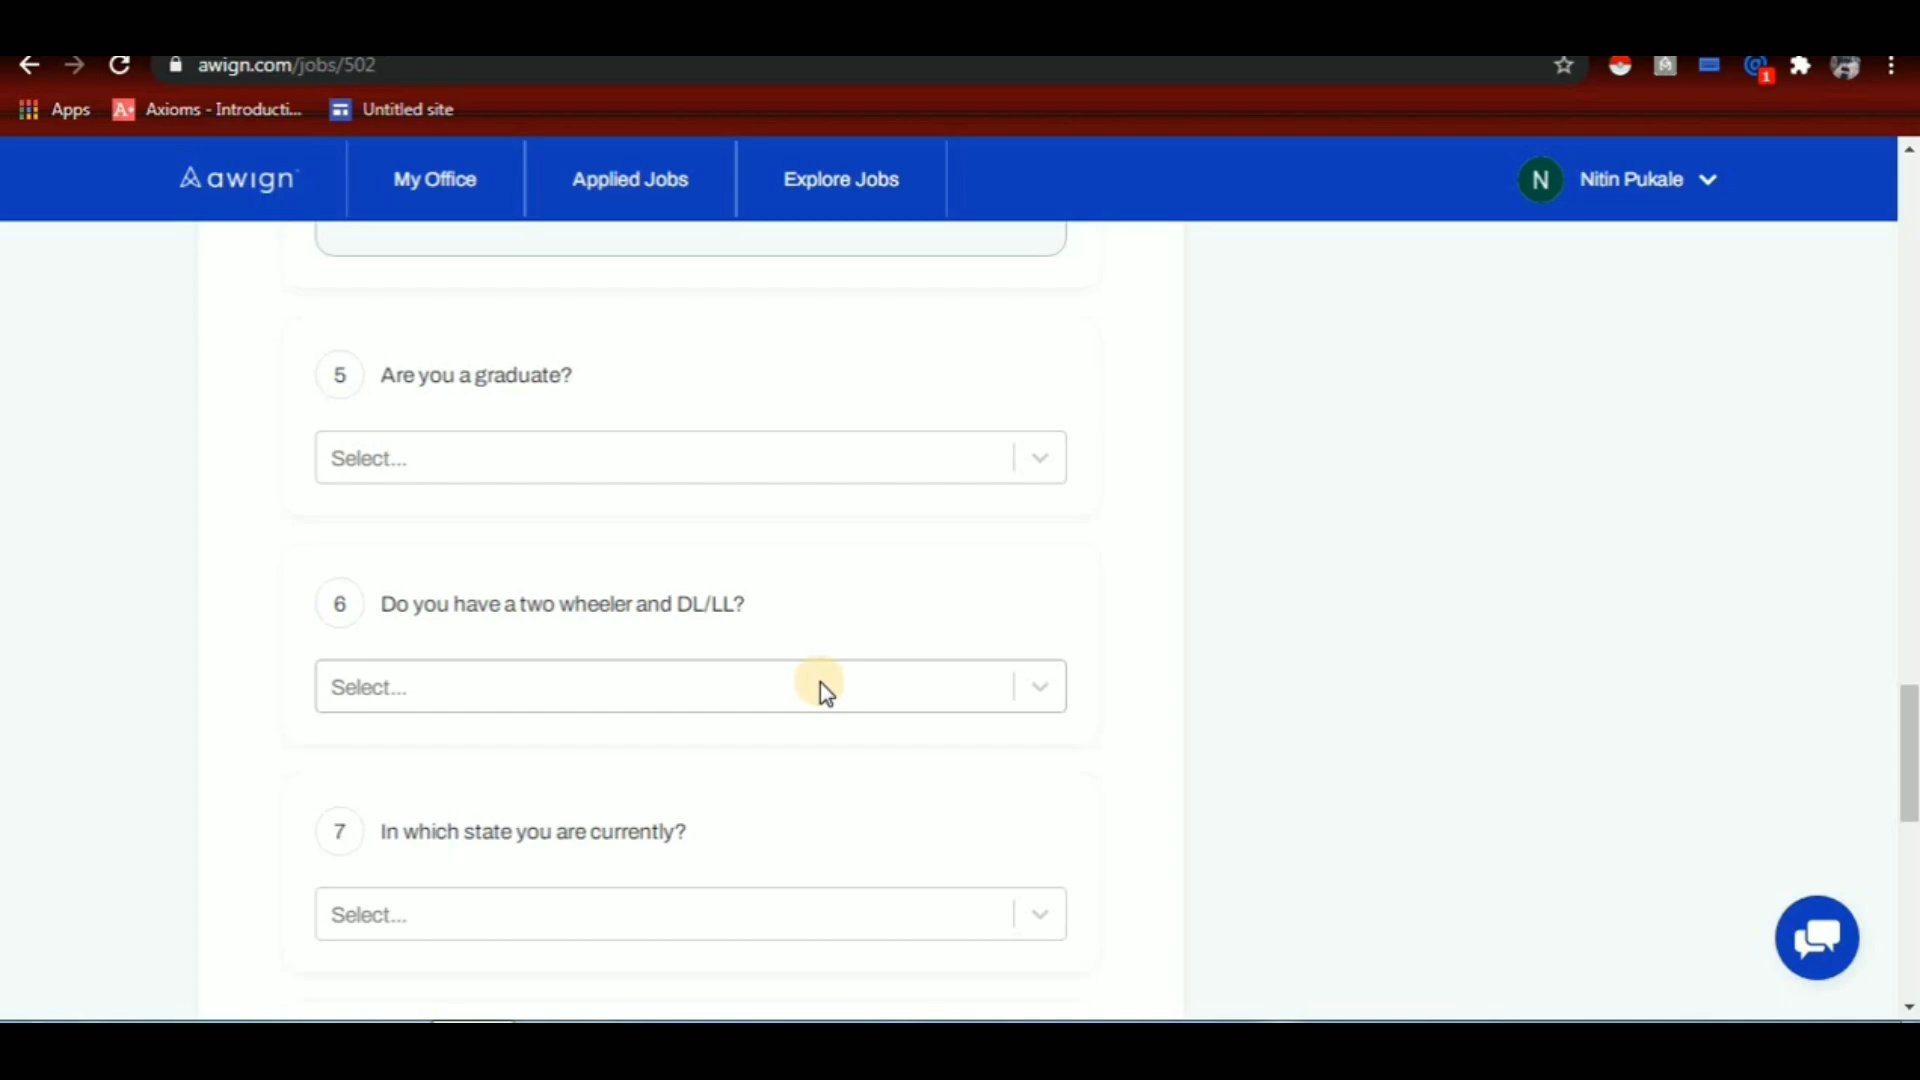 awign.com/jobs/502
1
Apps
A+
Axioms - Introducti...
Untitled site
awign
My Office
Applied Jobs
Explore Jobs
N
Nitin Pukale
5
Are you a graduate?
Select...
6
Do you have a two wheeler and DL/LL?
Select...
7
In which state you are currently?
Select...